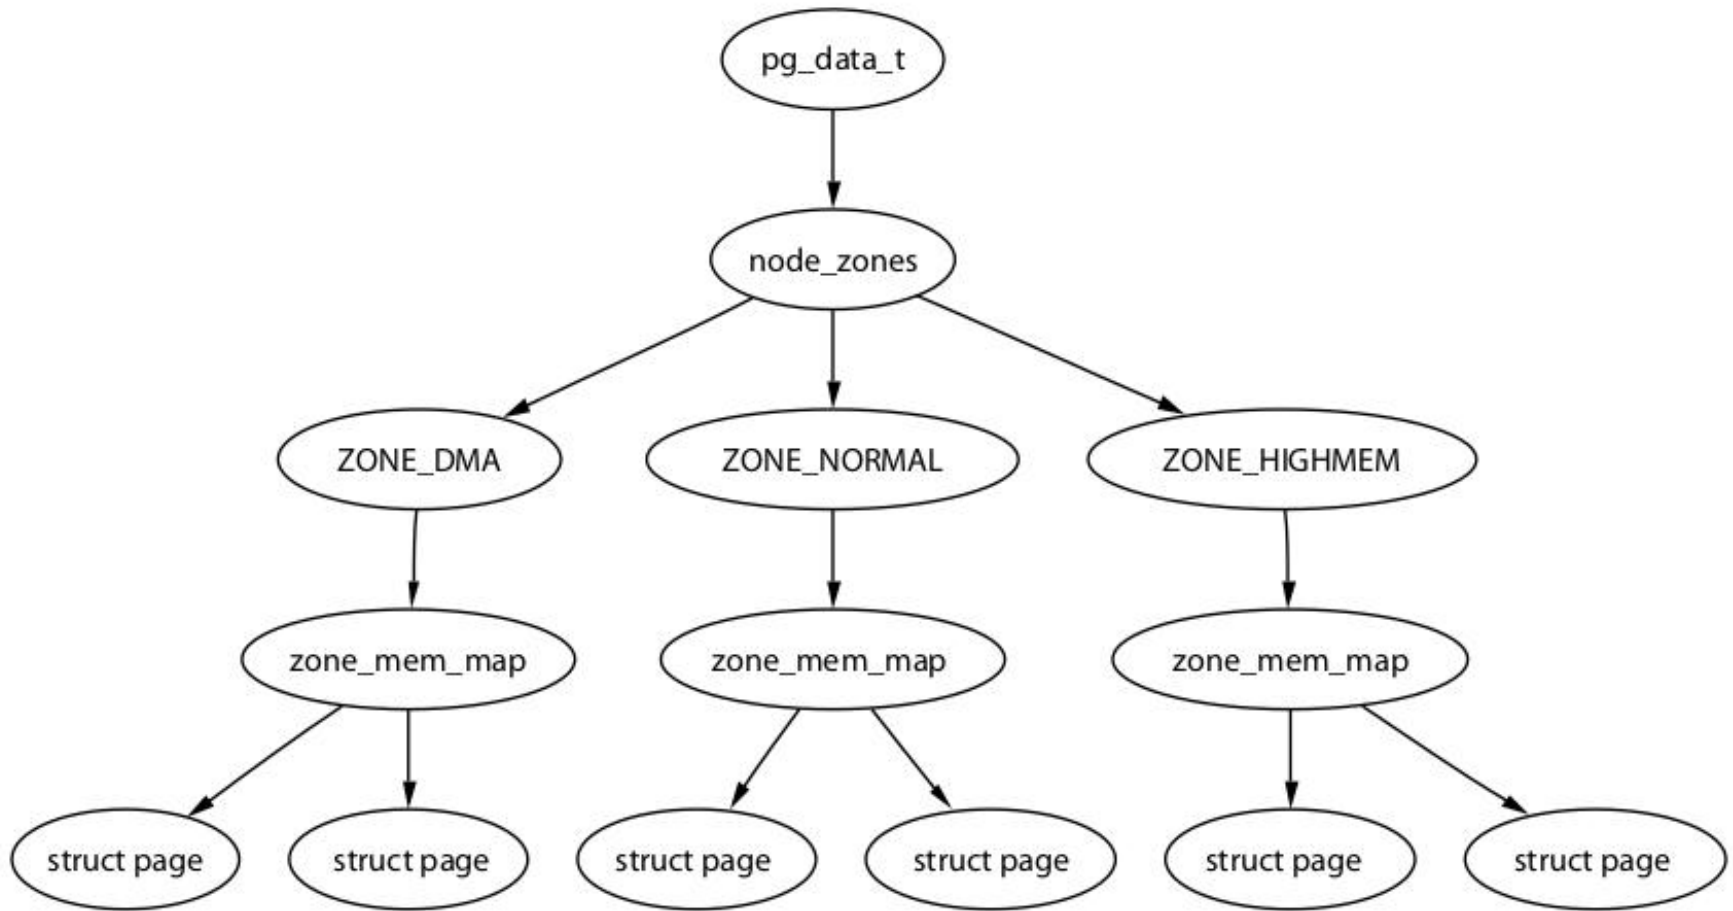 pg_data_t
node_zones
ZONE_DMA
ZONE_NORMAL
ZONE_HIGHMEM
zone_mem_map
zone_mem_map
zone_mem_map
struct page
struct page
struct page
struct page
struct page
struct page